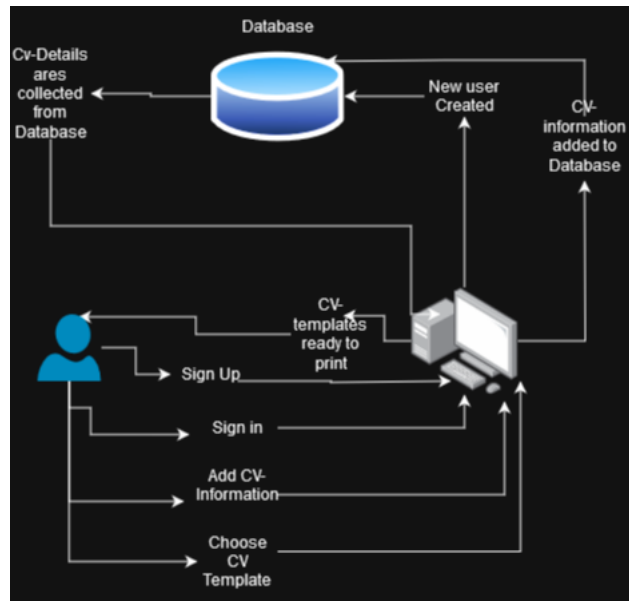 Database
Cv-Details
ares
collected
from
Database
New user
Created
CV-
information
added to
Database
CV-
templates
ready to
print
Sign Up
Sign in
Add CV-
Information
Choose
CV
Template